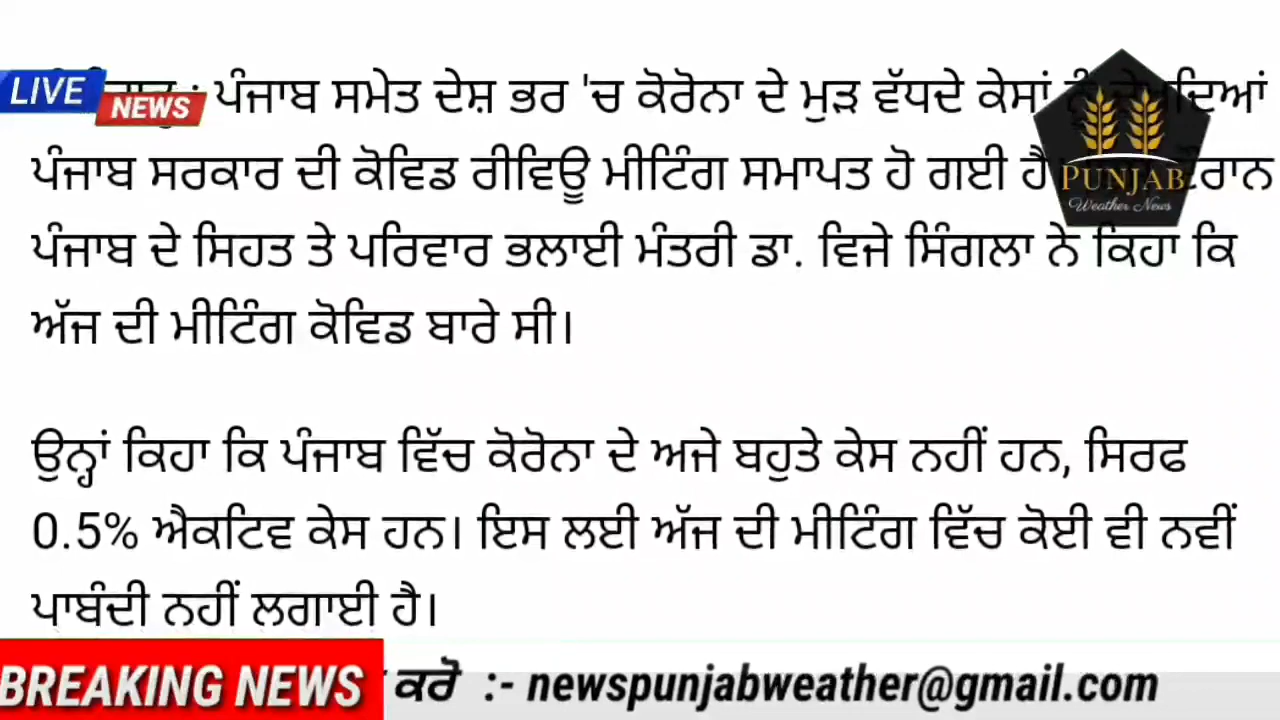 LIVE
NEWS
: ਪੰਜਾਬ ਸਮੇਤ ਦੇਸ਼ ਭਰ 'ਚ ਕੋਰੋਨਾ ਦੇ ਮੁੜ ਵੱਧਦੇ ਕੇਸਾਂ
ਪੰਜਾਬ ਸਰਕਾਰ ਦੀ ਕੋਵਿਡ ਰੀਵਿਊ ਮੀਟਿੰਗ ਸਮਾਪਤ ਹੋ ਗਈ ਹੈ
PUNJAB
Weather News
ਪੰਜਾਬ ਦੇ ਸਿਹਤ ਤੇ ਪਰਿਵਾਰ ਭਲਾਈ ਮੰਤਰੀ ਡਾ. ਵਿਜੇ ਸਿੰਗਲਾ ਨੇ ਕਿਹਾ ਕਿ
ਅੱਜ ਦੀ ਮੀਟਿੰਗ ਕੋਵਿਡ ਬਾਰੇ ਸੀ।
ਉਨ੍ਹਾਂ ਕਿਹਾ ਕਿ ਪੰਜਾਬ ਵਿੱਚ ਕੋਰੋਨਾ ਦੇ ਅਜੇ ਬਹੁਤੇ ਕੇਸ ਨਹੀਂ ਹਨ, ਸਿਰਫ
0.5% ਐਕਟਿਵ ਕੇਸ ਹਨ। ਇਸ ਲਈ ਅੱਜ ਦੀ ਮੀਟਿੰਗ ਵਿੱਚ ਕੋਈ ਵੀ ਨਵੀਂ
ਪਾਬੰਦੀ ਨਹੀਂ ਲਗਾਈ ਹੈ।
BREAKING NEWS
ਕਰੋ :- newspunjabweather@gmail.com